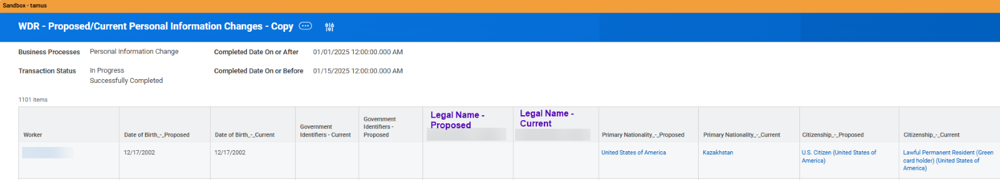 Sandbox - tamus
WDR - Proposed/Current Personal Information Changes - Copy
Business Processes Personal Information Change Completed Date On or After 01/01/2025 12:00:00.000 AM
Transaction Status In Progress Completed Date On or Before 01/15/2025 12:00:00.000 AM
Successfully Completed
1101 items
Worker
Date of Birth_-_Proposed
Date of Birth_-_Current
Government
Identifiers - Current
Government
Identifiers -
Proposed
Legal Name -
Proposed
Legal Name -
Current
Primary Nationality_-_Proposed
Primary Nationality_-_Current
Citizenship_-_Proposed
Citizenship_-_Current
12/17/2002
12/17/2002
United States of America
Kazakhstan
U.S. Citizen (United States of
America)
Lawful Permanent Resident (Green
card holder) (United States of
America)